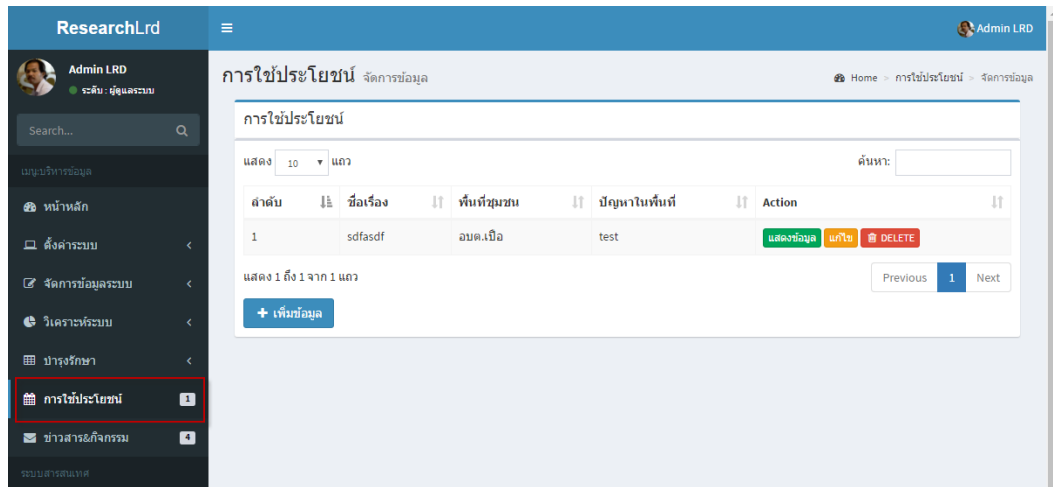 ResearchLrd
Admin LRD
Admin LRD
ระดับ : ผู้ดูแลระบบ
Search...
เมนูบริหารข้อมูล
หน้าหลัก
ตั้งค่าระบบ
จัดการข้อมูลระบบ
วิเคราะห์ระบบ
บำรุงรักษา
การใช้ประโยชน์ 1
ข่าวสาร&กิจกรรม 4
ระบบสารสนเทศ
การใช้ประโยชน์ จัดการข้อมูล
Home > การใช้ประโยชน์ > จัดการข้อมูล
การใช้ประโยชน์
แสดง 10 แถว
ค้นหา:
ลำดับ ชื่อเรื่อง พื้นที่ชุมชน ปัญหาในพื้นที่ Action
1 sdfasdf อบต.เปือ test แสดงข้อมูล แก้ไข DELETE
แสดง 1 ถึง 1 จาก 1 แถว
Previous 1 Next
+ เพิ่มข้อมูล